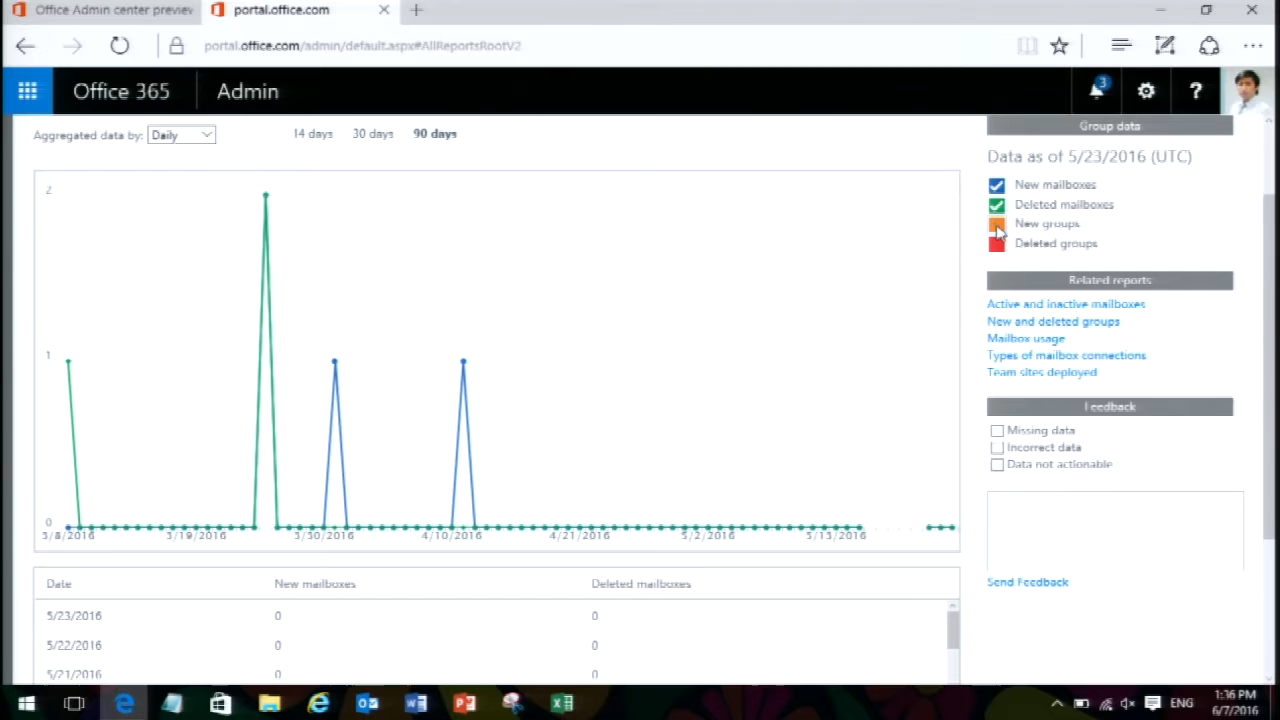 Office Admin center preview
portal.office.com
portal.office.com/admin/default.aspx#AllReportsRootV2
Office 365
Admin
3
?
Aggregated data by:
Daily
14 days
30 days
90 days
Group data
Data as of 5/23/2016 (UTC)
New mailboxes
Deleted mailboxes
New groups
Deleted groups
Related reports
Active and inactive mailboxes
New and deleted groups
Mailbox usage
Types of mailbox connections
Team sites deployed
Feedback
Missing data
Incorrect data
Data not actionable
Send Feedback
2
1
0
3/8/2016
3/19/2016
3/30/2016
4/10/2016
4/21/2016
5/2/2016
5/13/2016
Date
New mailboxes
Deleted mailboxes
5/23/2016
0
0
5/22/2016
0
0
5/21/2016
0
0
ENG
1:36 PM
6/7/2016